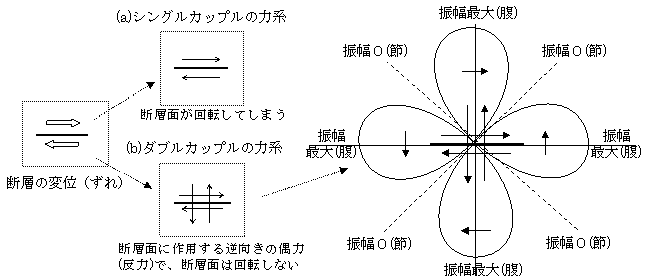 (a)シングルカップルの力系
断層面が回転してしまう
(b)ダブルカップルの力系
断層の変位(ずれ)
断層面に作用する逆向きの偶力
(反力)で、断層面は回転しない
振幅最大(腹)
振幅0(節)
振幅0(節)
振幅
最大(腹)
振幅
最大(腹)
振幅0(節)
振幅0(節)
振幅最大(腹)